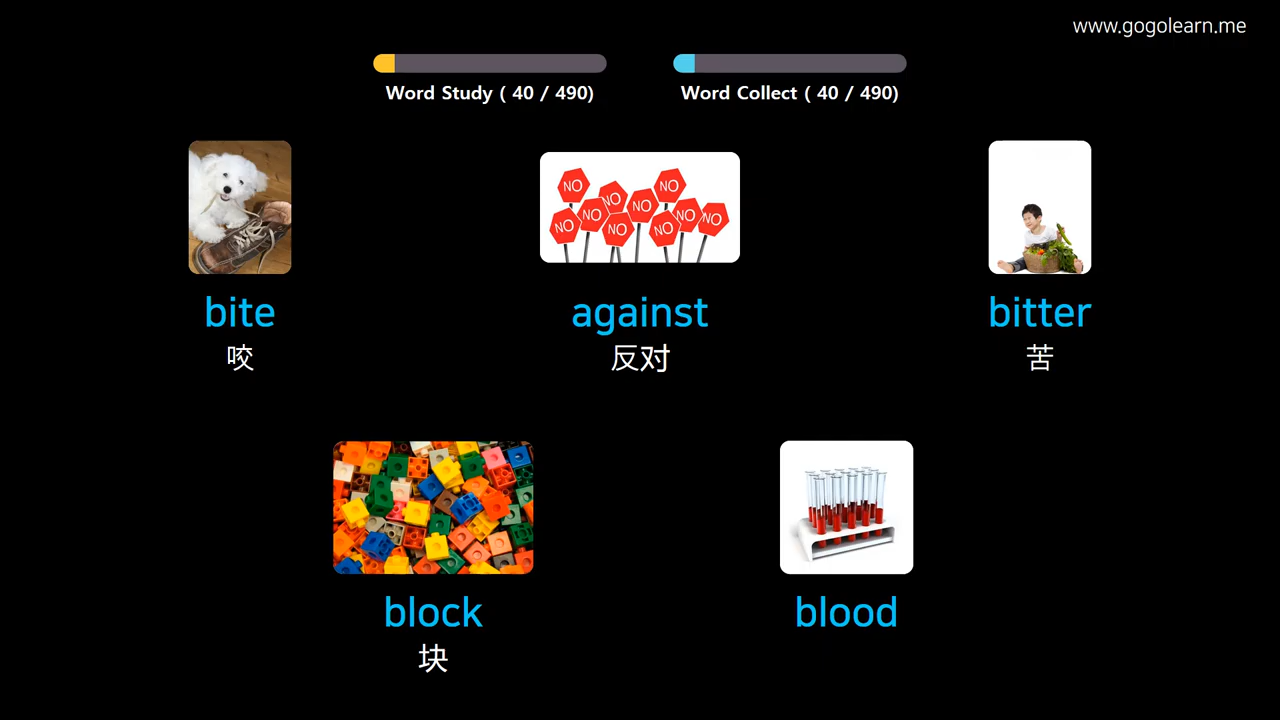 www.gogolearn.me
Word Study ( 40 / 490)
Word Collect ( 40 / 490)
NO NO NO NO NO NO NO NO NO NO
bite
咬
against
反对
bitter
苦
block
块
blood